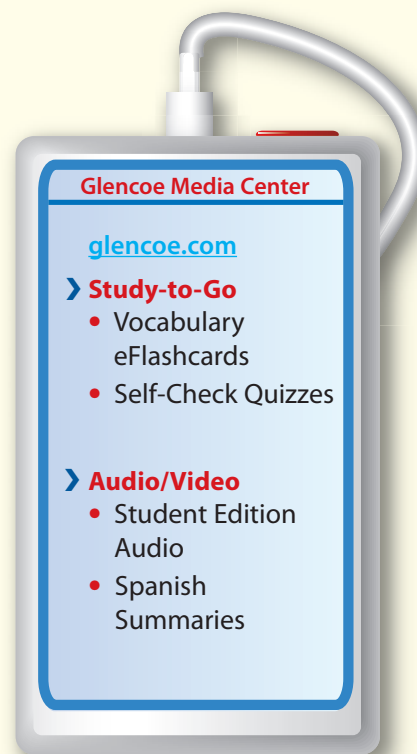 Glencoe Media Center
glencoe.com
❯ Study-to-Go
• Vocabulary
eFlashcards
• Self-Check Quizzes
❯ Audio/Video
• Student Edition
Audio
• Spanish
Summaries